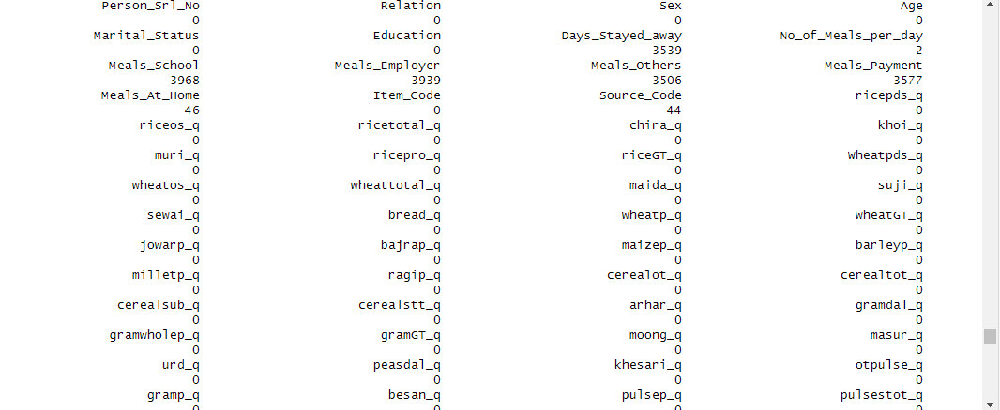 Person_Srl_No Relation Sex Age
0 0 0 0
Marital_Status Education Days_Stayed_away No_of_Meals_per_day
0 0 3539 2
Meals_School Meals_Employer Meals_Others Meals_Payment
3968 3939 3506 3577
Meals_At_Home Item_Code Source_Code ricepds_q
46 0 44 0
riceos_q ricetotal_q chira_q khoi_q
0 0 0 0
muri_q ricepro_q riceGT_q Wheatpds_q
0 0 0 0
wheatos_q wheattotal_q maida_q suji_q
0 0 0 0
sewai_q bread_q wheatp_q wheatGT_q
0 0 0 0
jowarp_q bajrap_q maizep_q barleyp_q
0 0 0 0
milletp_q ragip_q cerealot_q cerealtot_q
0 0 0 0
cerealsub_q cerealstt_q arhar_q gramdal_q
0 0 0 0
gramwholep_q gramGT_q moong_q masur_q
0 0 0 0
urd_q peasdal_q khesari_q otpulse_q
0 0 0 0
gramp_q besan_q pulsep_q pulsestot_q
0 0 0 0